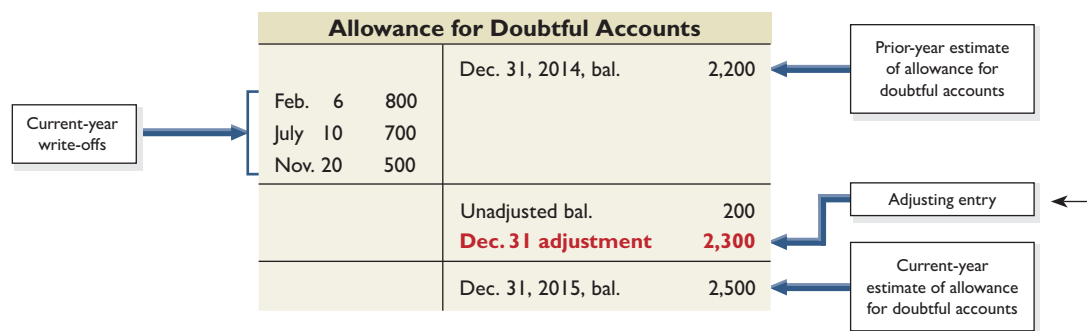 Allowance for Doubtful Accounts
Dec. 31, 2014, bal. 2,200
Prior-year estimate
of allowance for
doubtful accounts
Current-year
write-offs
Feb. 6 800
July 10 700
Nov. 20 500
Unadjusted bal. 200
Adjusting entry
Dec. 31 adjustment 2,300
Dec. 31, 2015, bal. 2,500
Current-year
estimate of allowance
for doubtful accounts